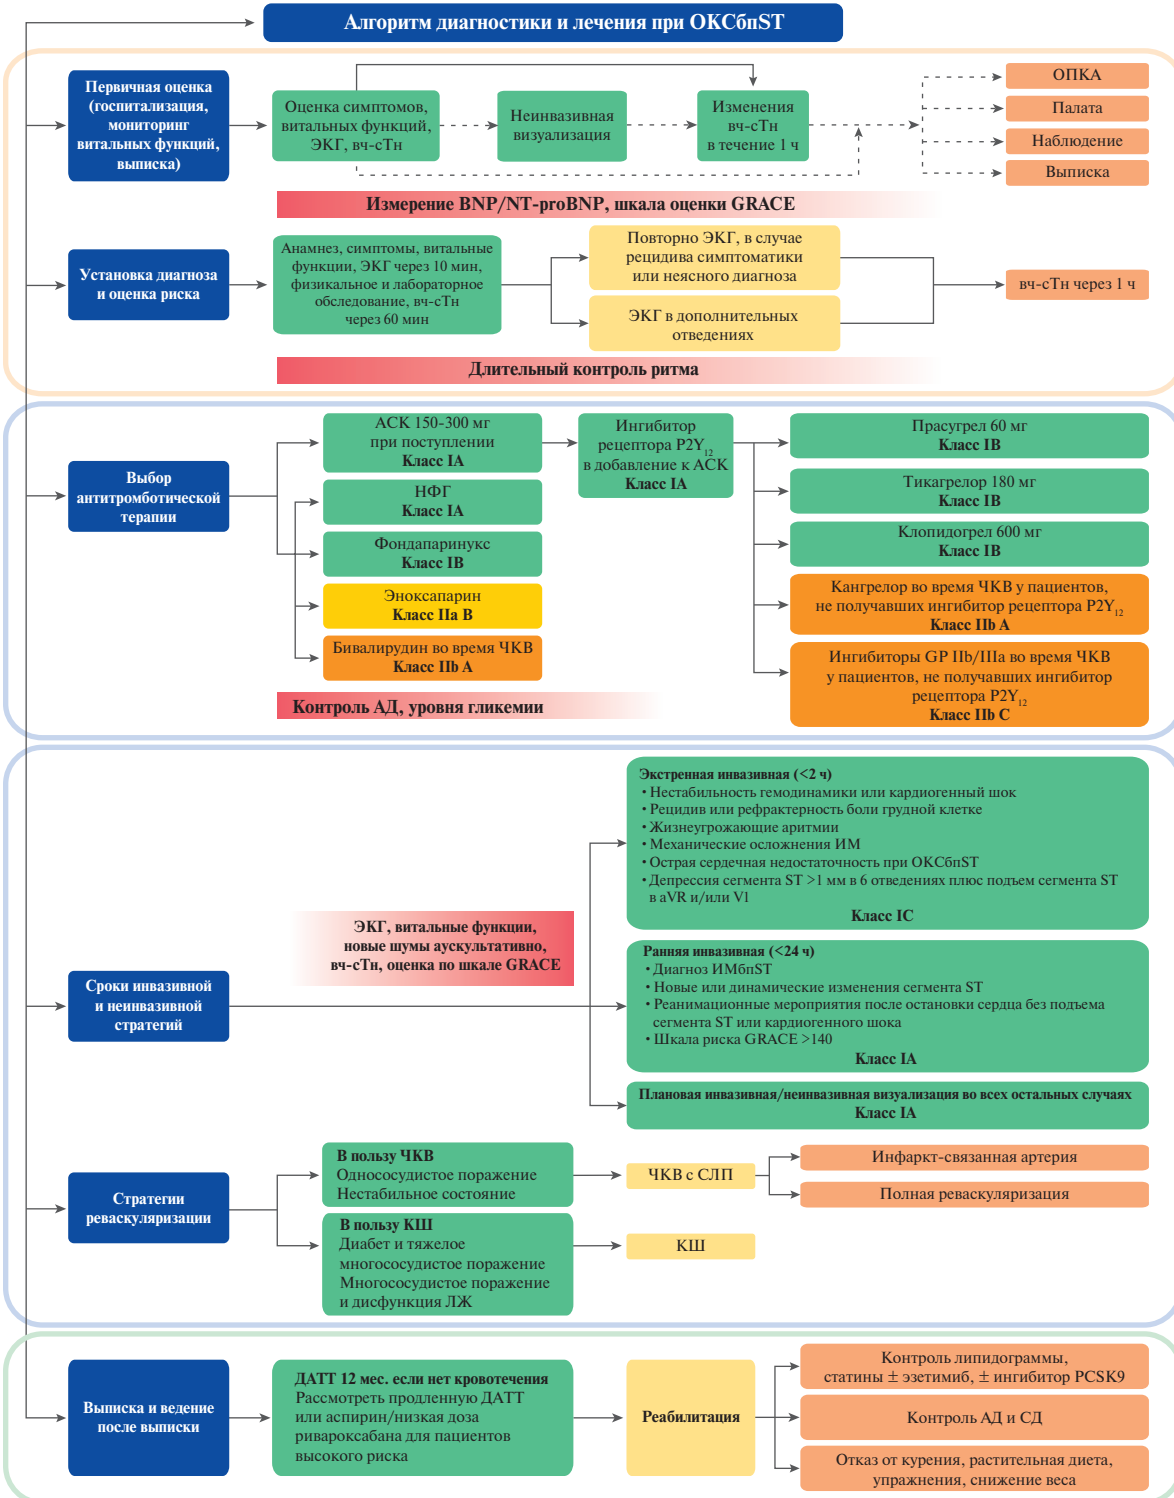 Алгоритм диагностики и лечения при ОКСбпST
Первичная оценка
(госпитализация,
мониторинг
витальных функций,
выписка)
Оценка симптомов,
витальных функций,
ЭКГ, вч-сТн
Неинвазивная
визуализация
Изменения
вч-сТн
в течение 1 ч
ОПКА
Палата
Наблюдение
Выписка
Измерение BNP/NT-proBNP, шкала оценки GRACE
Установка диагноза
и оценка риска
Анамнез, симптомы, витальные
функции, ЭКГ через 10 мин,
физикальное и лабораторное
обследование, вч-сТн
через 60 мин
Повторно ЭКГ, в случае
рецидива симптоматики
или неясного диагноза
ЭКГ в дополнительных
отведениях
вч-сТн через 1 ч
Длительный контроль ритма
Выбор
антитромботической
терапии
АСК 150-300 мг
при поступлении
Класс IA
НФГ
Класс IA
Фондапаринукс
Класс IB
Эноксапарин
Класс IIa B
Бивалирудин во время ЧКВ
Класс IIb A
Ингибитор
рецептора P2Y12
в добавление к АСК
Класс IA
Прасугрел 60 мг
Класс IB
Тикагрелор 180 мг
Класс IB
Клопидогрел 600 мг
Класс IB
Кангрелор во время ЧКВ у пациентов,
не получавших ингибитор рецептора P2Y12
Класс IIb A
Ингибиторы GP IIb/IIIa во время ЧКВ
у пациентов, не получавших ингибитор
рецептора P2Y12
Класс IIb C
Контроль АД, уровня гликемии
Сроки инвазивной
и неинвазивной
стратегий
ЭКГ, витальные функции,
новые шумы аускультативно,
вч-сТн, оценка по шкале GRACE
Экстренная инвазивная (<2 ч)
• Нестабильность гемодинамики или кардиогенный шок
• Рецидив или рефрактерность боли грудной клетке
• Жизнеугрожающие аритмии
• Механические осложнения ИМ
• Острая сердечная недостаточность при ОКСбпST
• Депрессия сегмента ST >1 мм в 6 отведениях плюс подъем сегмента ST
в aVR и/или V1
Класс IC
Ранняя инвазивная (<24 ч)
• Диагноз ИМбпST
• Новые или динамические изменения сегмента ST
• Реанимационные мероприятия после остановки сердца без подъема
сегмента ST или кардиогенного шока
• Шкала риска GRACE >140
Класс IA
Плановая инвазивная/неинвазивная визуализация во всех остальных случаях
Класс IA
Стратегии
реваскуляризации
В пользу ЧКВ
Однососудистое поражение
Нестабильное состояние
В пользу КШ
Диабет и тяжелое
многососудистое поражение
Многососудистое поражение
и дисфункция ЛЖ
ЧКВ с СЛП
КШ
Инфаркт-связанная артерия
Полная реваскуляризация
Выписка и ведение
после выписки
ДАТТ 12 мес. если нет кровотечения
Рассмотреть продленную ДАТТ
или аспирин/низкая доза
ривароксабана для пациентов
высокого риска
Реабилитация
Контроль липидограммы,
статины ± эзетимиб, ± ингибитор PCSK9
Контроль АД и СД
Отказ от курения, растительная диета,
упражнения, снижение веса